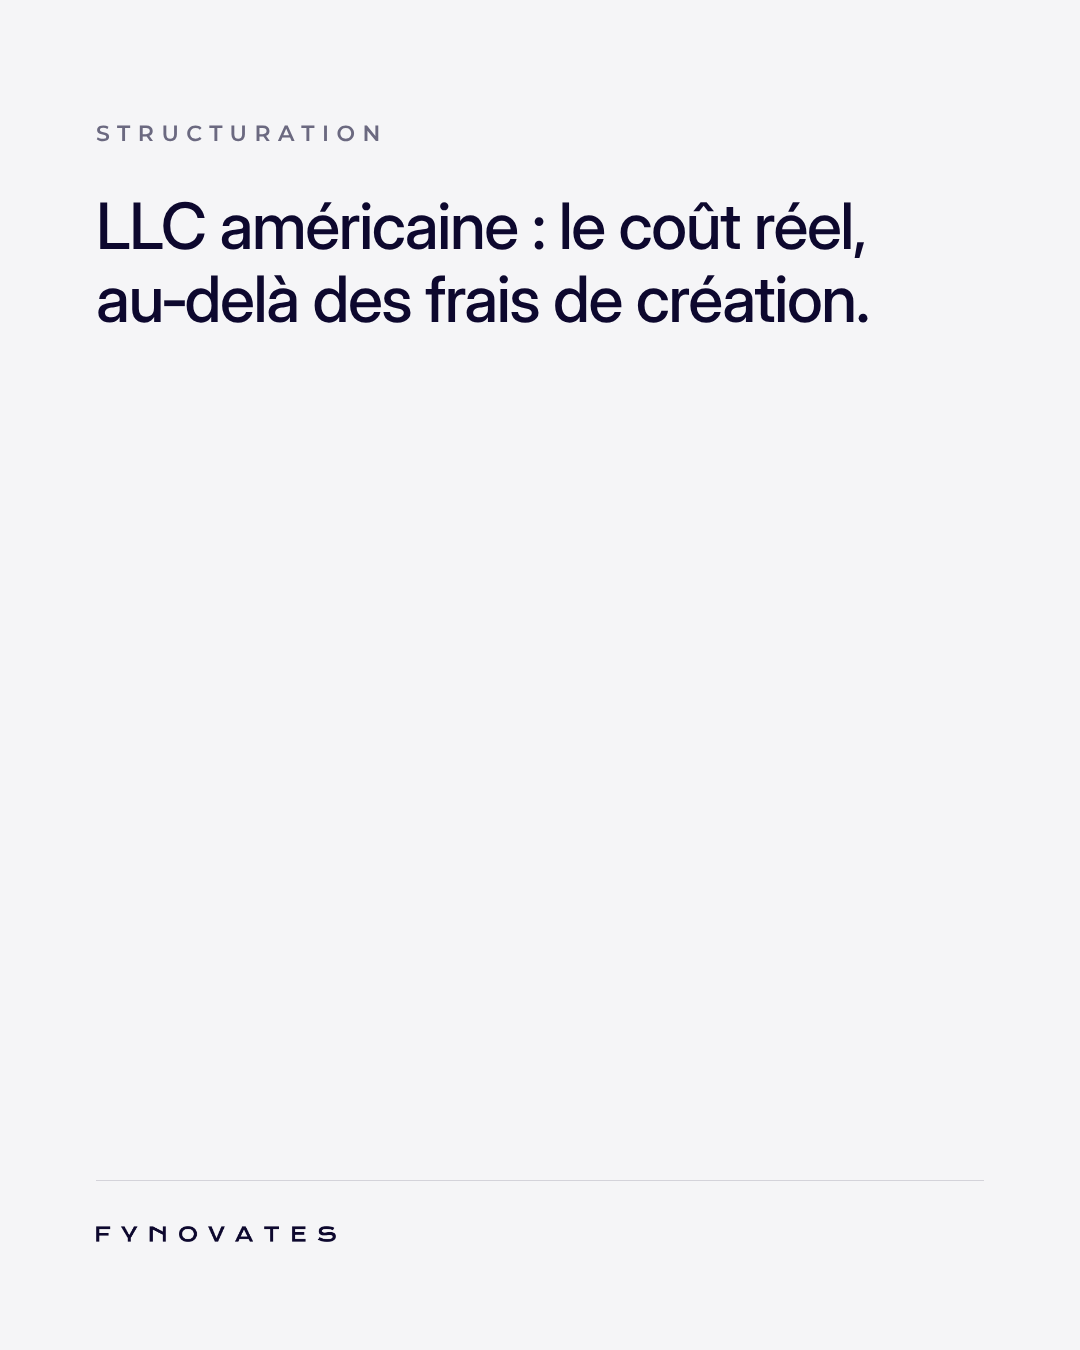 STRUCTURATION
LLC américaine : le coût réel,
au-delà des frais de création.
FYNOVATES